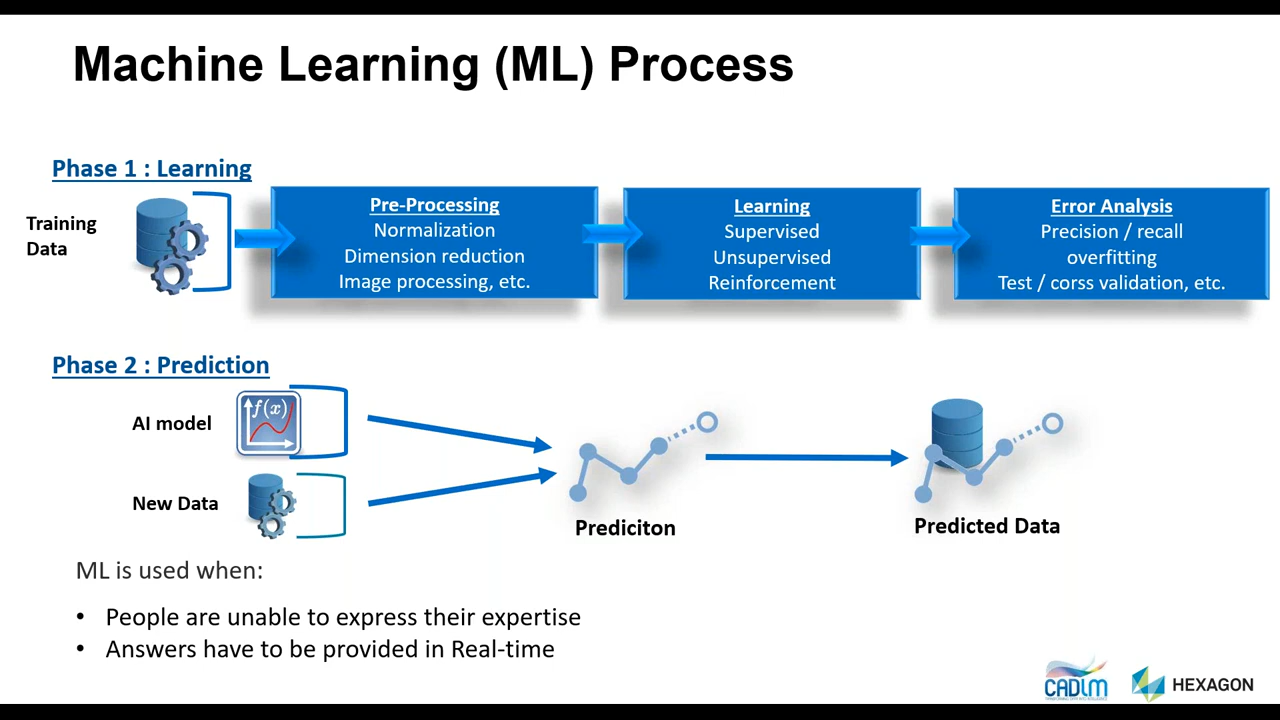 Machine Learning (ML) Process
Phase 1 : Learning
Training
Data
Pre-Processing
Normalization
Dimension reduction
Image processing, etc.
Learning
Supervised
Unsupervised
Reinforcement
Error Analysis
Precision / recall
overfitting
Test / corss validation, etc.
Phase 2 : Prediction
AI model
f(x)
New Data
Prediciton
Predicted Data
ML is used when:
• People are unable to express their expertise
• Answers have to be provided in Real-time
CADLM
HEXAGON